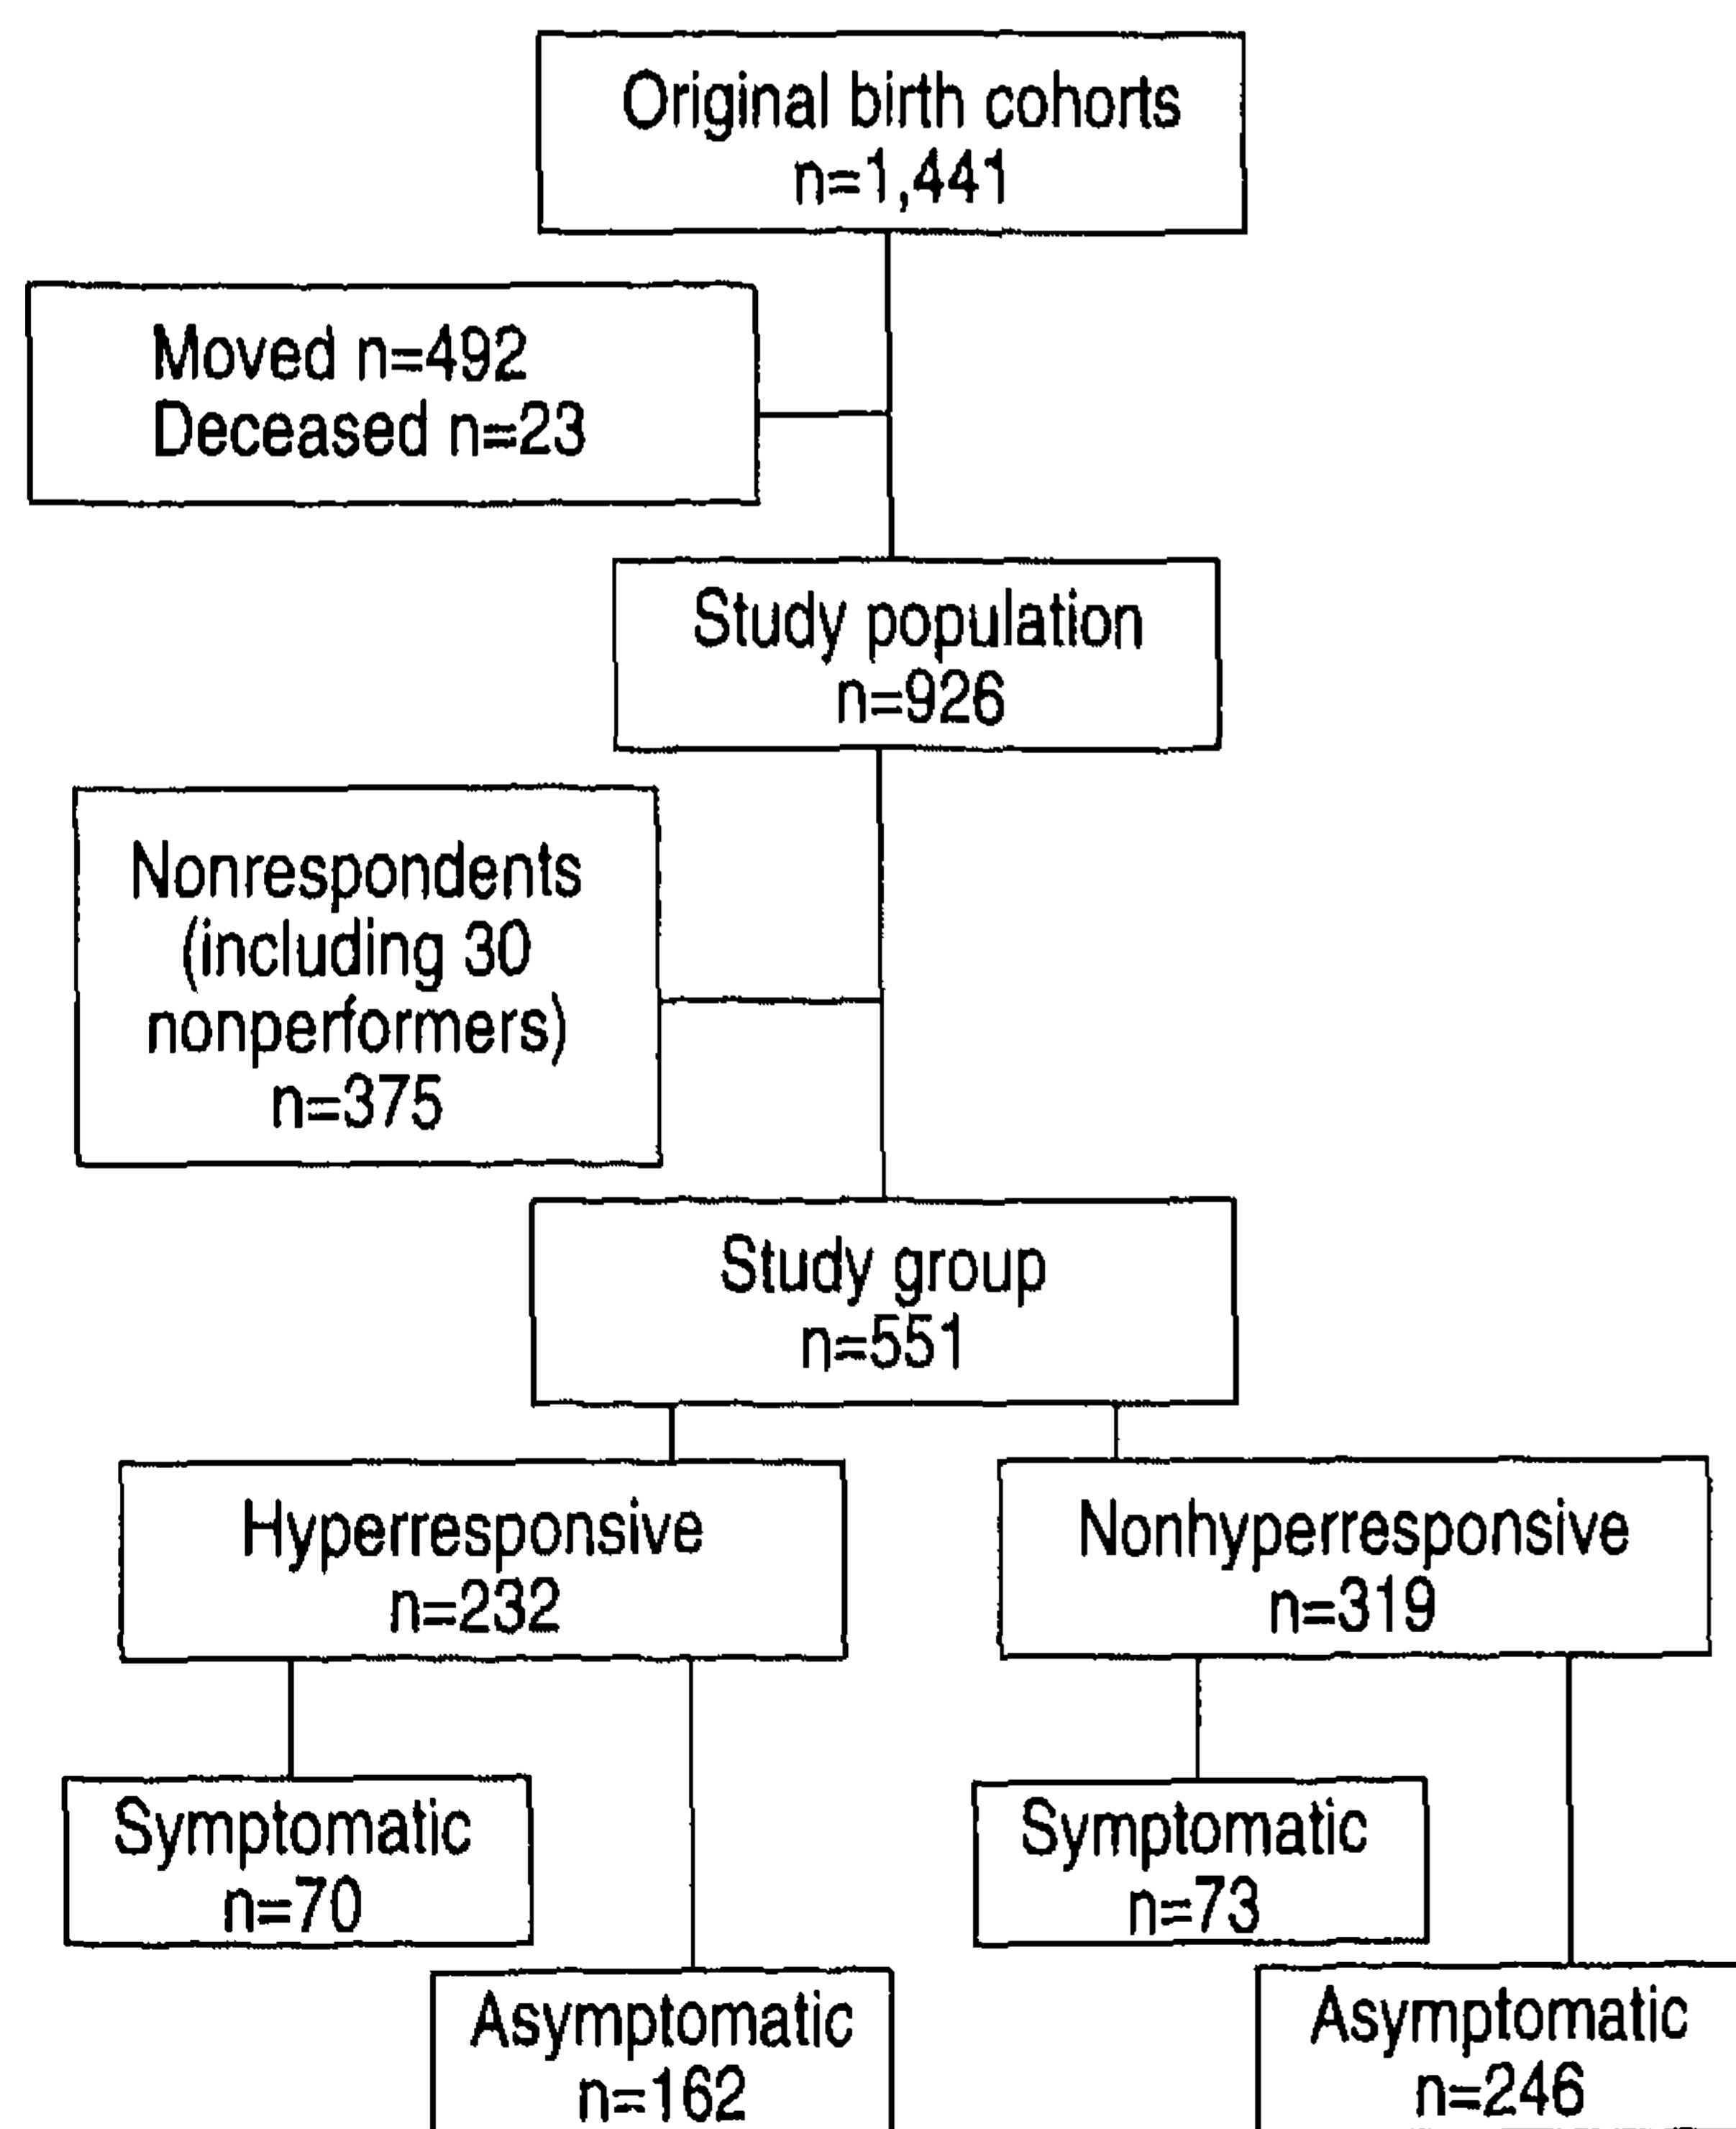 Original birth cohorts
n=1,441
Moved n=492
Deceased n=23
Study population
n=926
Nonrespondents
(including 30
nonperformers)
n=375
Study group
n=551
Hyperresponsive
n=232
Nonhyperresponsive
n=319
Symptomatic
n=70
Symptomatic
n=73
Asymptomatic
n=162
Asymptomatic
n=246